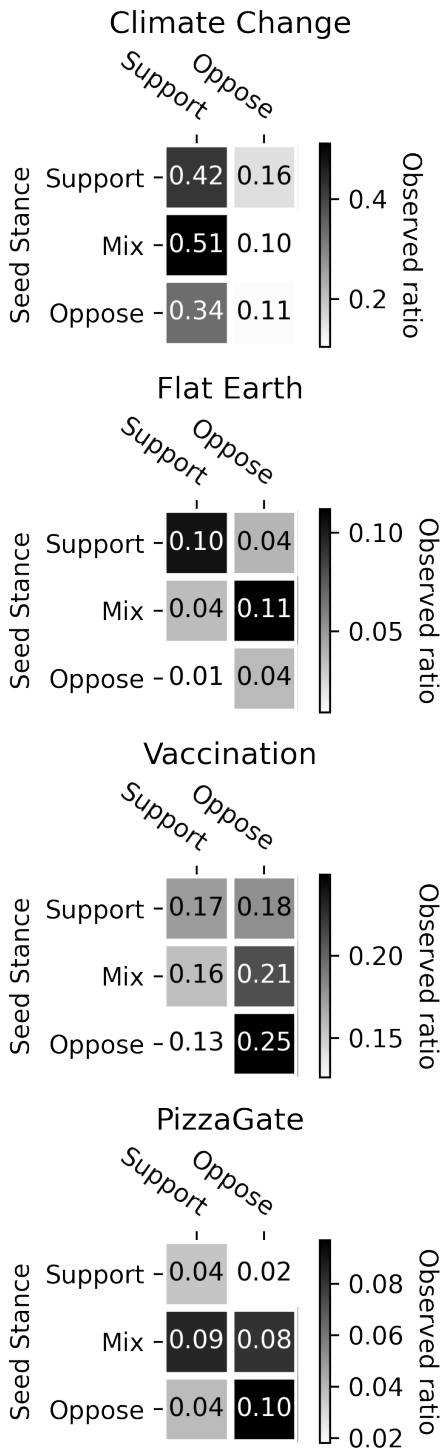 Climate Change
Support Oppose
Seed Stance
Support 0.42 0.16
Mix 0.51 0.10
Oppose 0.34 0.11
0.4
0.2
Observed ratio
Flat Earth
Support Oppose
Seed Stance
Support 0.10 0.04
Mix 0.04 0.11
Oppose 0.01 0.04
0.10
0.05
Observed ratio
Vaccination
Support Oppose
Seed Stance
Support 0.17 0.18
Mix 0.16 0.21
Oppose 0.13 0.25
0.20
0.15
Observed ratio
PizzaGate
Support Oppose
Seed Stance
Support 0.04 0.02
Mix 0.09 0.08
Oppose 0.04 0.10
0.08
0.06
0.04
0.02
Observed ratio